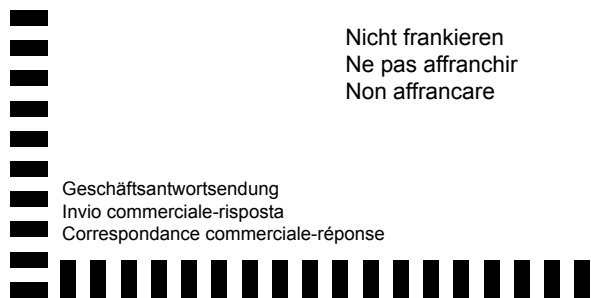 Nicht frankieren
Ne pas affranchir
Non affrancare
Geschäftsantwortsendung
Invio commerciale-risposta
Correspondance commerciale-réponse